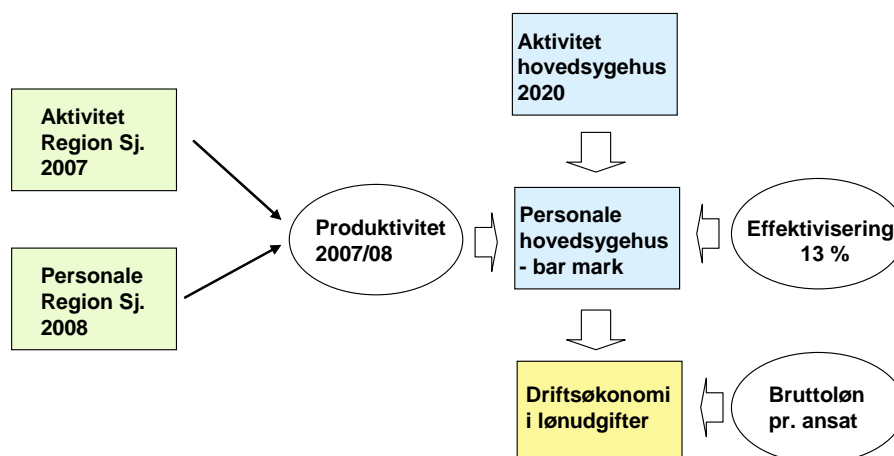 Aktivitet
Region Sj.
2007
Personale
Region Sj.
2008
Produktivitet
2007/08
Aktivitet
hovedsygehus
2020
Personale
hovedsygehus
- bar mark
Effektivisering
13 %
Driftsøkonomi
i lønudgifter
Bruttoløn
pr. ansat